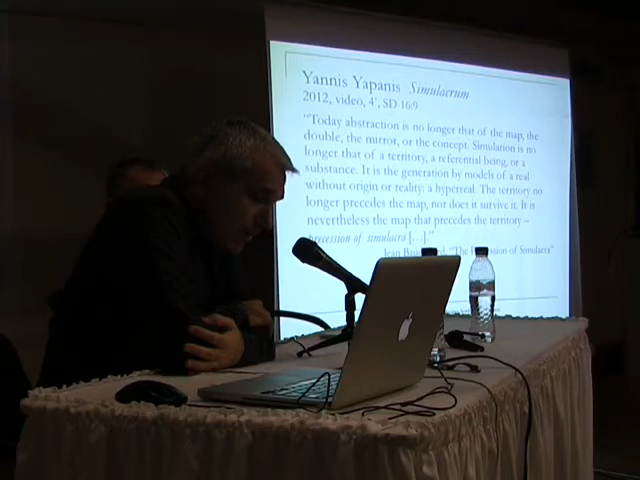 Yannis Yapanis Simulacrum
2012, video, 4', SD 16:9
"Today abstraction is no longer that of the map, the
double, the mirror, or the concept. Simulation is no
longer that of a territory, a referential being, or a
substance. It is the generation by models of a real
without origin or reality: a hyperreal. The territory no
longer precedes the map, nor does it survive it. It is
nevertheless the map that precedes the territory –
precession of simulacra [...]."
Jean "The of Simulacra"